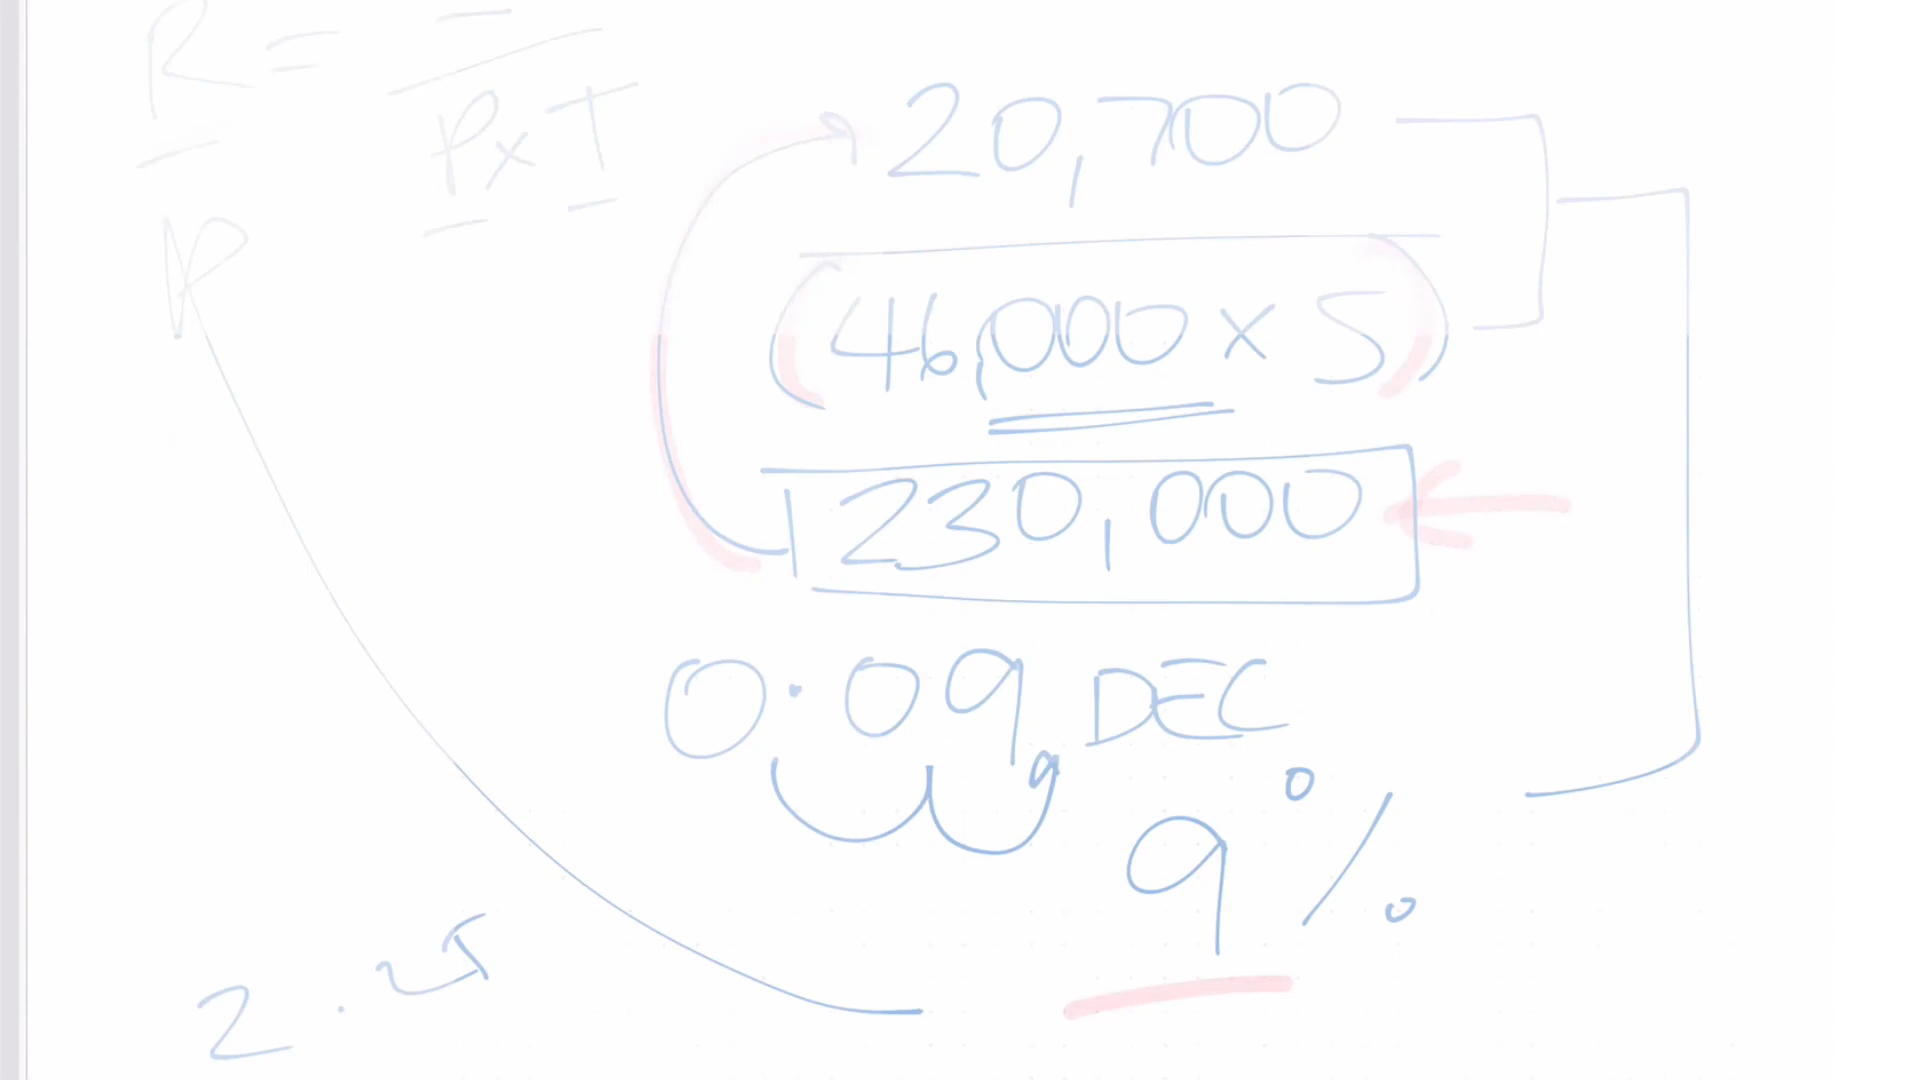 R =
P x T
P
20,700
(46,000 x 5)
230,000
0.09 DEC
9%
2.25